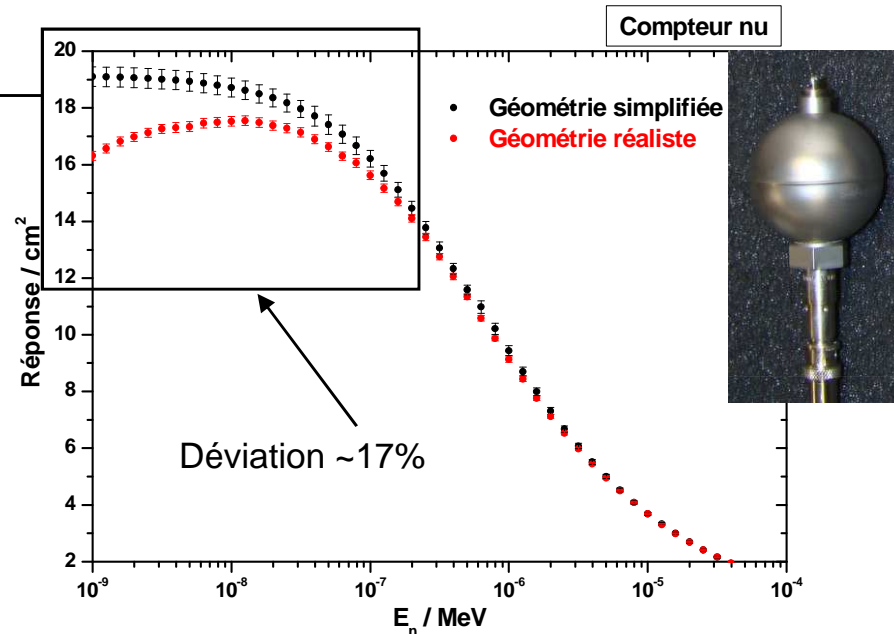 Compteur nu
20
18
16
14
12
10
8
6
4
2
Réponse / cm²
Géométrie simplifiée
Géométrie réaliste
Déviation ~17%
10⁻⁹
10⁻⁸
10⁻⁷
10⁻⁶
10⁻⁵
10⁻⁴
Eₙ / MeV